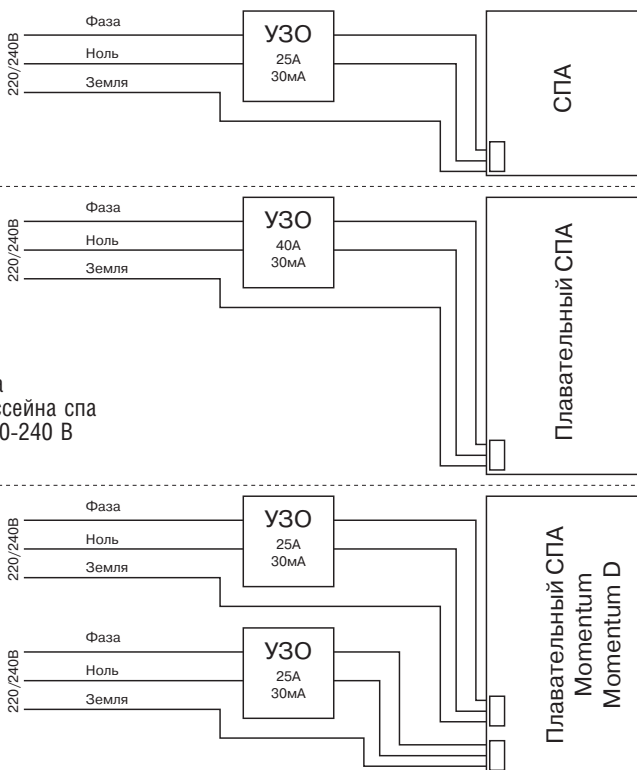 220/240В
Фаза
Ноль
Земля
УЗО
25А
30мА
СПА
220/240В
Фаза
Ноль
Земля
УЗО
40А
30мА
Плавательный СПА
а
ссейна спа
0-240 В
220/240В
Фаза
Ноль
Земля
УЗО
25А
30мА
220/240В
Фаза
Ноль
Земля
УЗО
25А
30мА
Плавательный СПА
Momentum
Momentum D